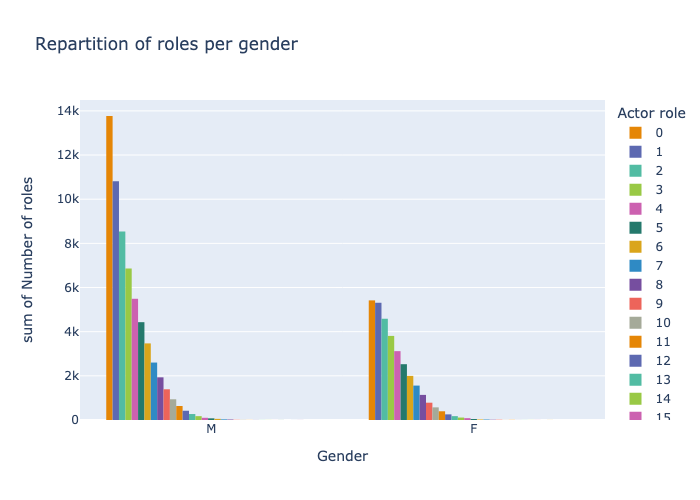 Repartition of roles per gender
Actor role
0
1
2
3
4
5
6
7
8
9
10
11
12
13
14
15
sum of Number of roles
14k
12k
10k
8k
6k
4k
2k
0
M
F
Gender